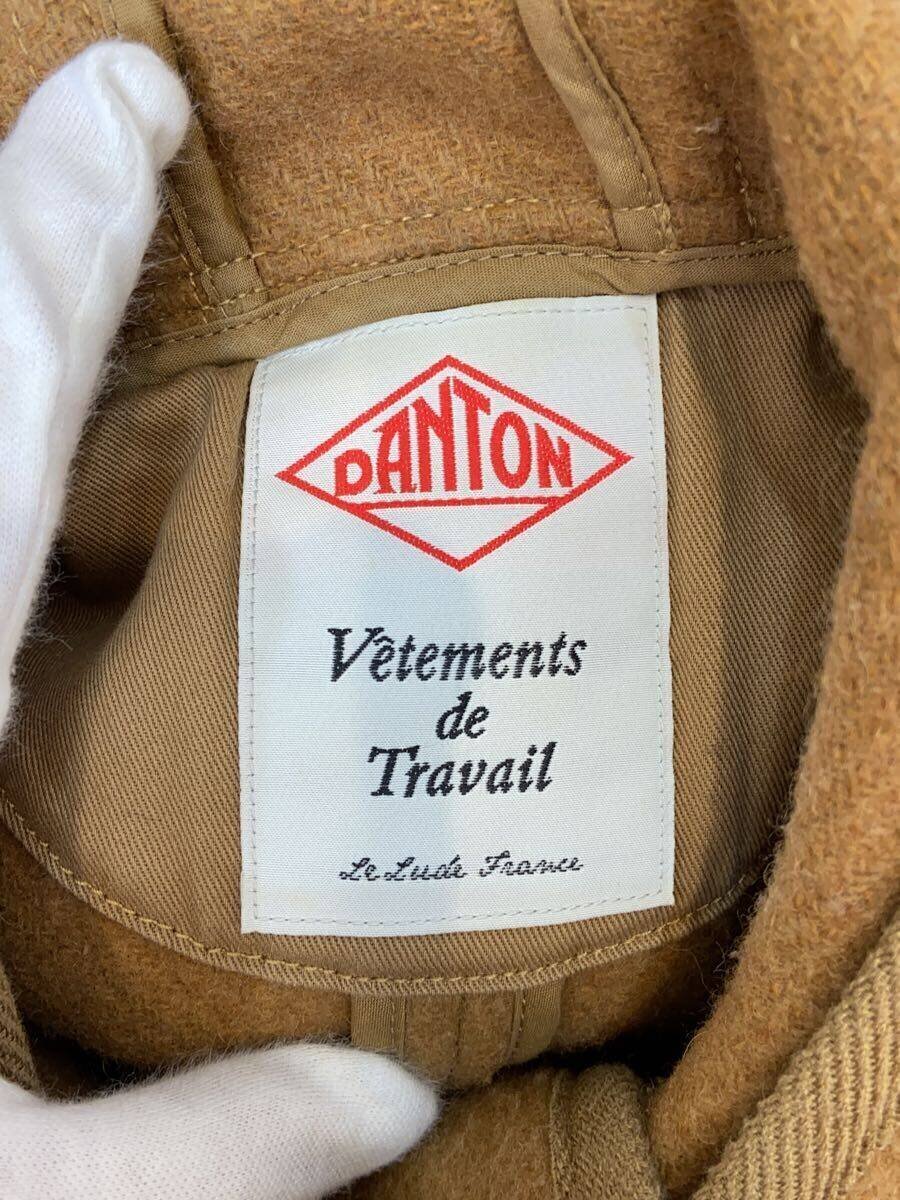 DANTON
Vêtements
de
Travail
Le Lude France